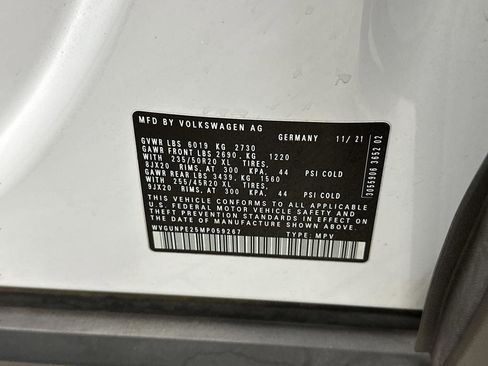 MFD BY VOLKSWAGEN AG
GERMANY 11/21
GVWR LBS 6019 KG 2730
GAWR FRONT LBS 2690, KG 1220
WITH 235/50R20 XL TIRES,
8JX20 RIMS, AT 300 KPA, 44 PSI COLD
GAWR REAR LBS 3439, KG 1560
WITH 255/45R20 XL TIRES,
9JX20 RIMS, AT 300 KPA, 44 PSI COLD
THIS VEHICLE CONFORMS TO ALL APPLICABLE
U.S. FEDERAL MOTOR VEHICLE SAFETY AND
THEFT PREVENTION STANDARDS IN EFFECT ON
THE DATE OF MANUFACTURE SHOWN ABOVE
WVGUNPE25MP059267 TYPE: MPV
3055906 3652 02